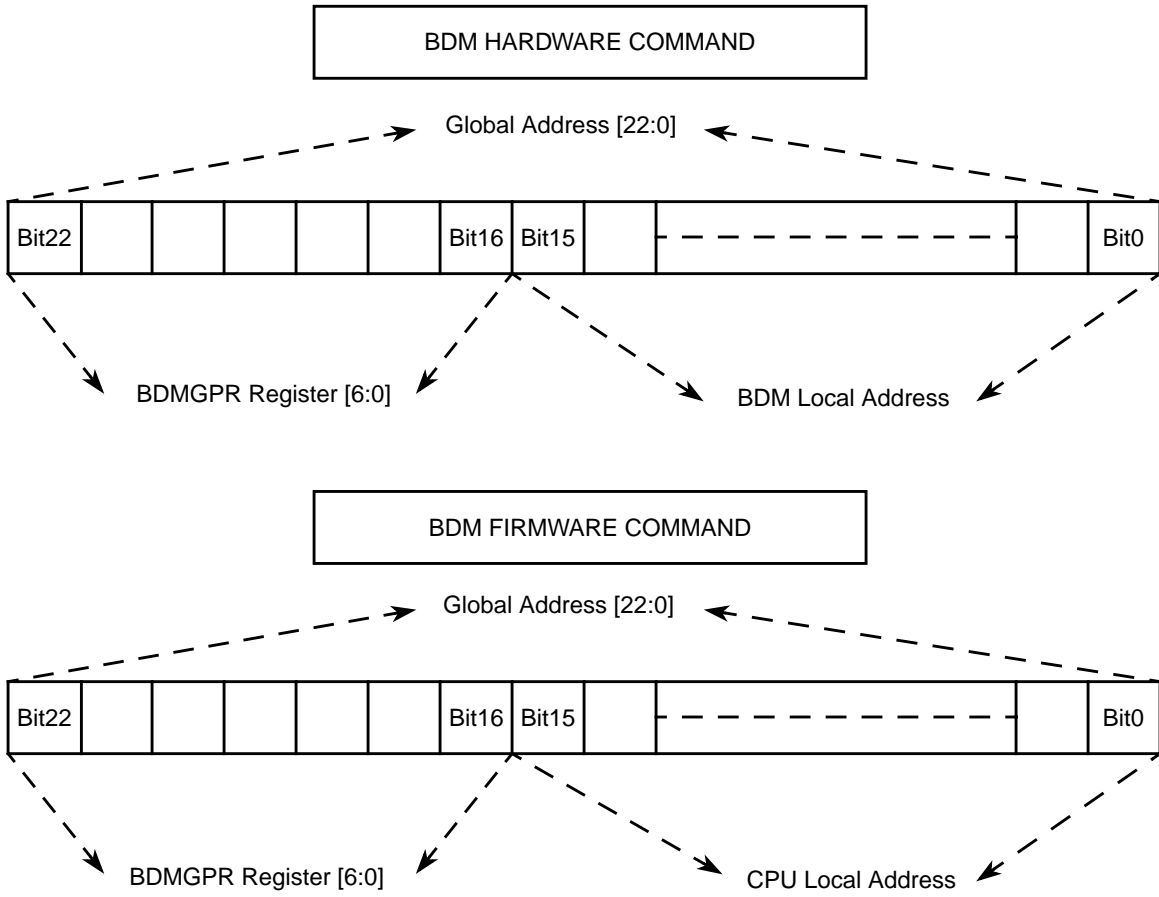 BDM HARDWARE COMMAND
Global Address [22:0]
Bit22 Bit16 Bit15 Bit0
BDMGPR Register [6:0]
BDM Local Address
BDM FIRMWARE COMMAND
Global Address [22:0]
Bit22 Bit16 Bit15 Bit0
BDMGPR Register [6:0]
CPU Local Address